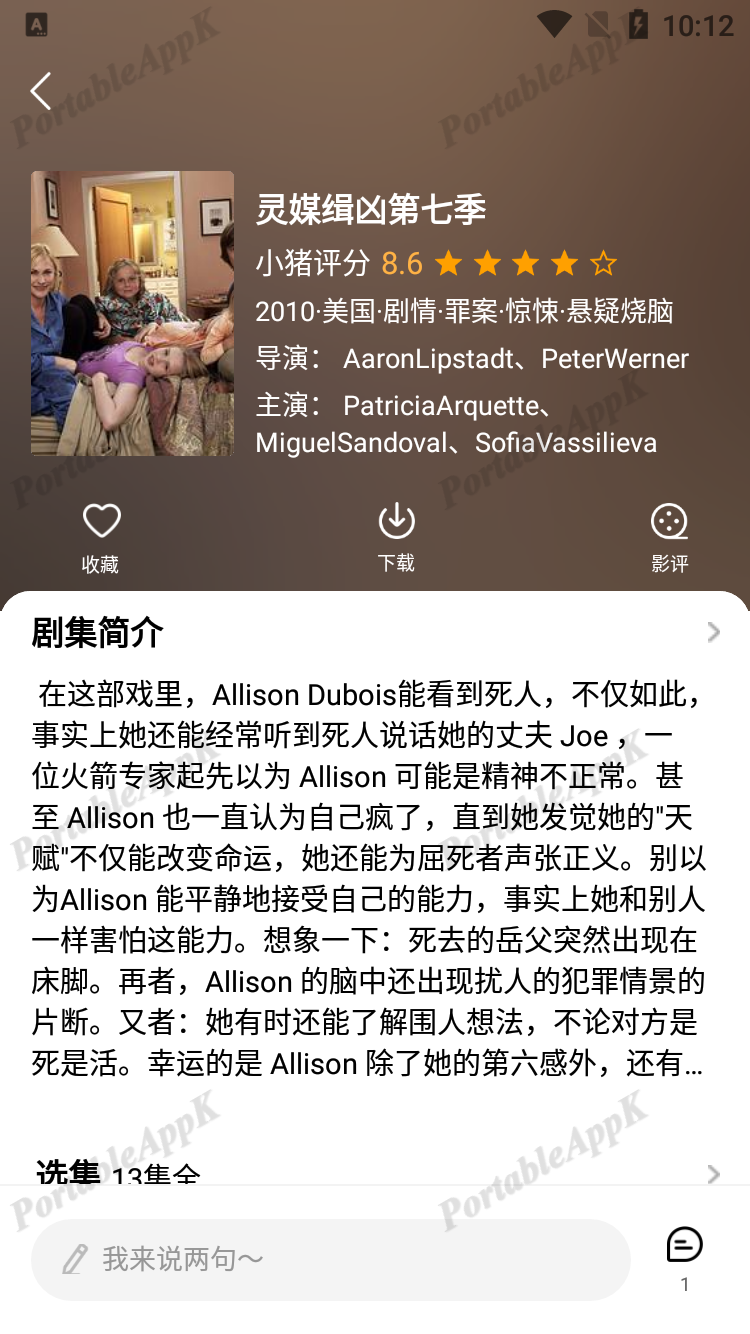 A
10:12
灵媒缉凶第七季
小猪评分 8.6
2010·美国·剧情·罪案·惊悚·悬疑烧脑
导演： AaronLipstadt、PeterWerner
主演： PatriciaArquette、
MiguelSandoval、SofiaVassilieva
收藏
下载
影评
剧集简介
在这部戏里，Allison Dubois能看到死人，不仅如此，
事实上她还能经常听到死人说话她的丈夫 Joe ，一
位火箭专家起先以为 Allison 可能是精神不正常。甚
至 Allison 也一直认为自己疯了，直到她发觉她的"天
赋"不仅能改变命运，她还能为屈死者声张正义。别以
为Allison 能平静地接受自己的能力，事实上她和别人
一样害怕这能力。想象一下：死去的岳父突然出现在
床脚。再者，Allison 的脑中还出现扰人的犯罪情景的
片断。又者：她有时还能了解围人想法，不论对方是
死是活。幸运的是 Allison 除了她的第六感外，还有...
选集 13集全
我来说两句～
1
PortableAppK
PortableAppK
PortableAppK
PortableAppK
PortableAppK
PortableAppK
PortableAppK
PortableAppK